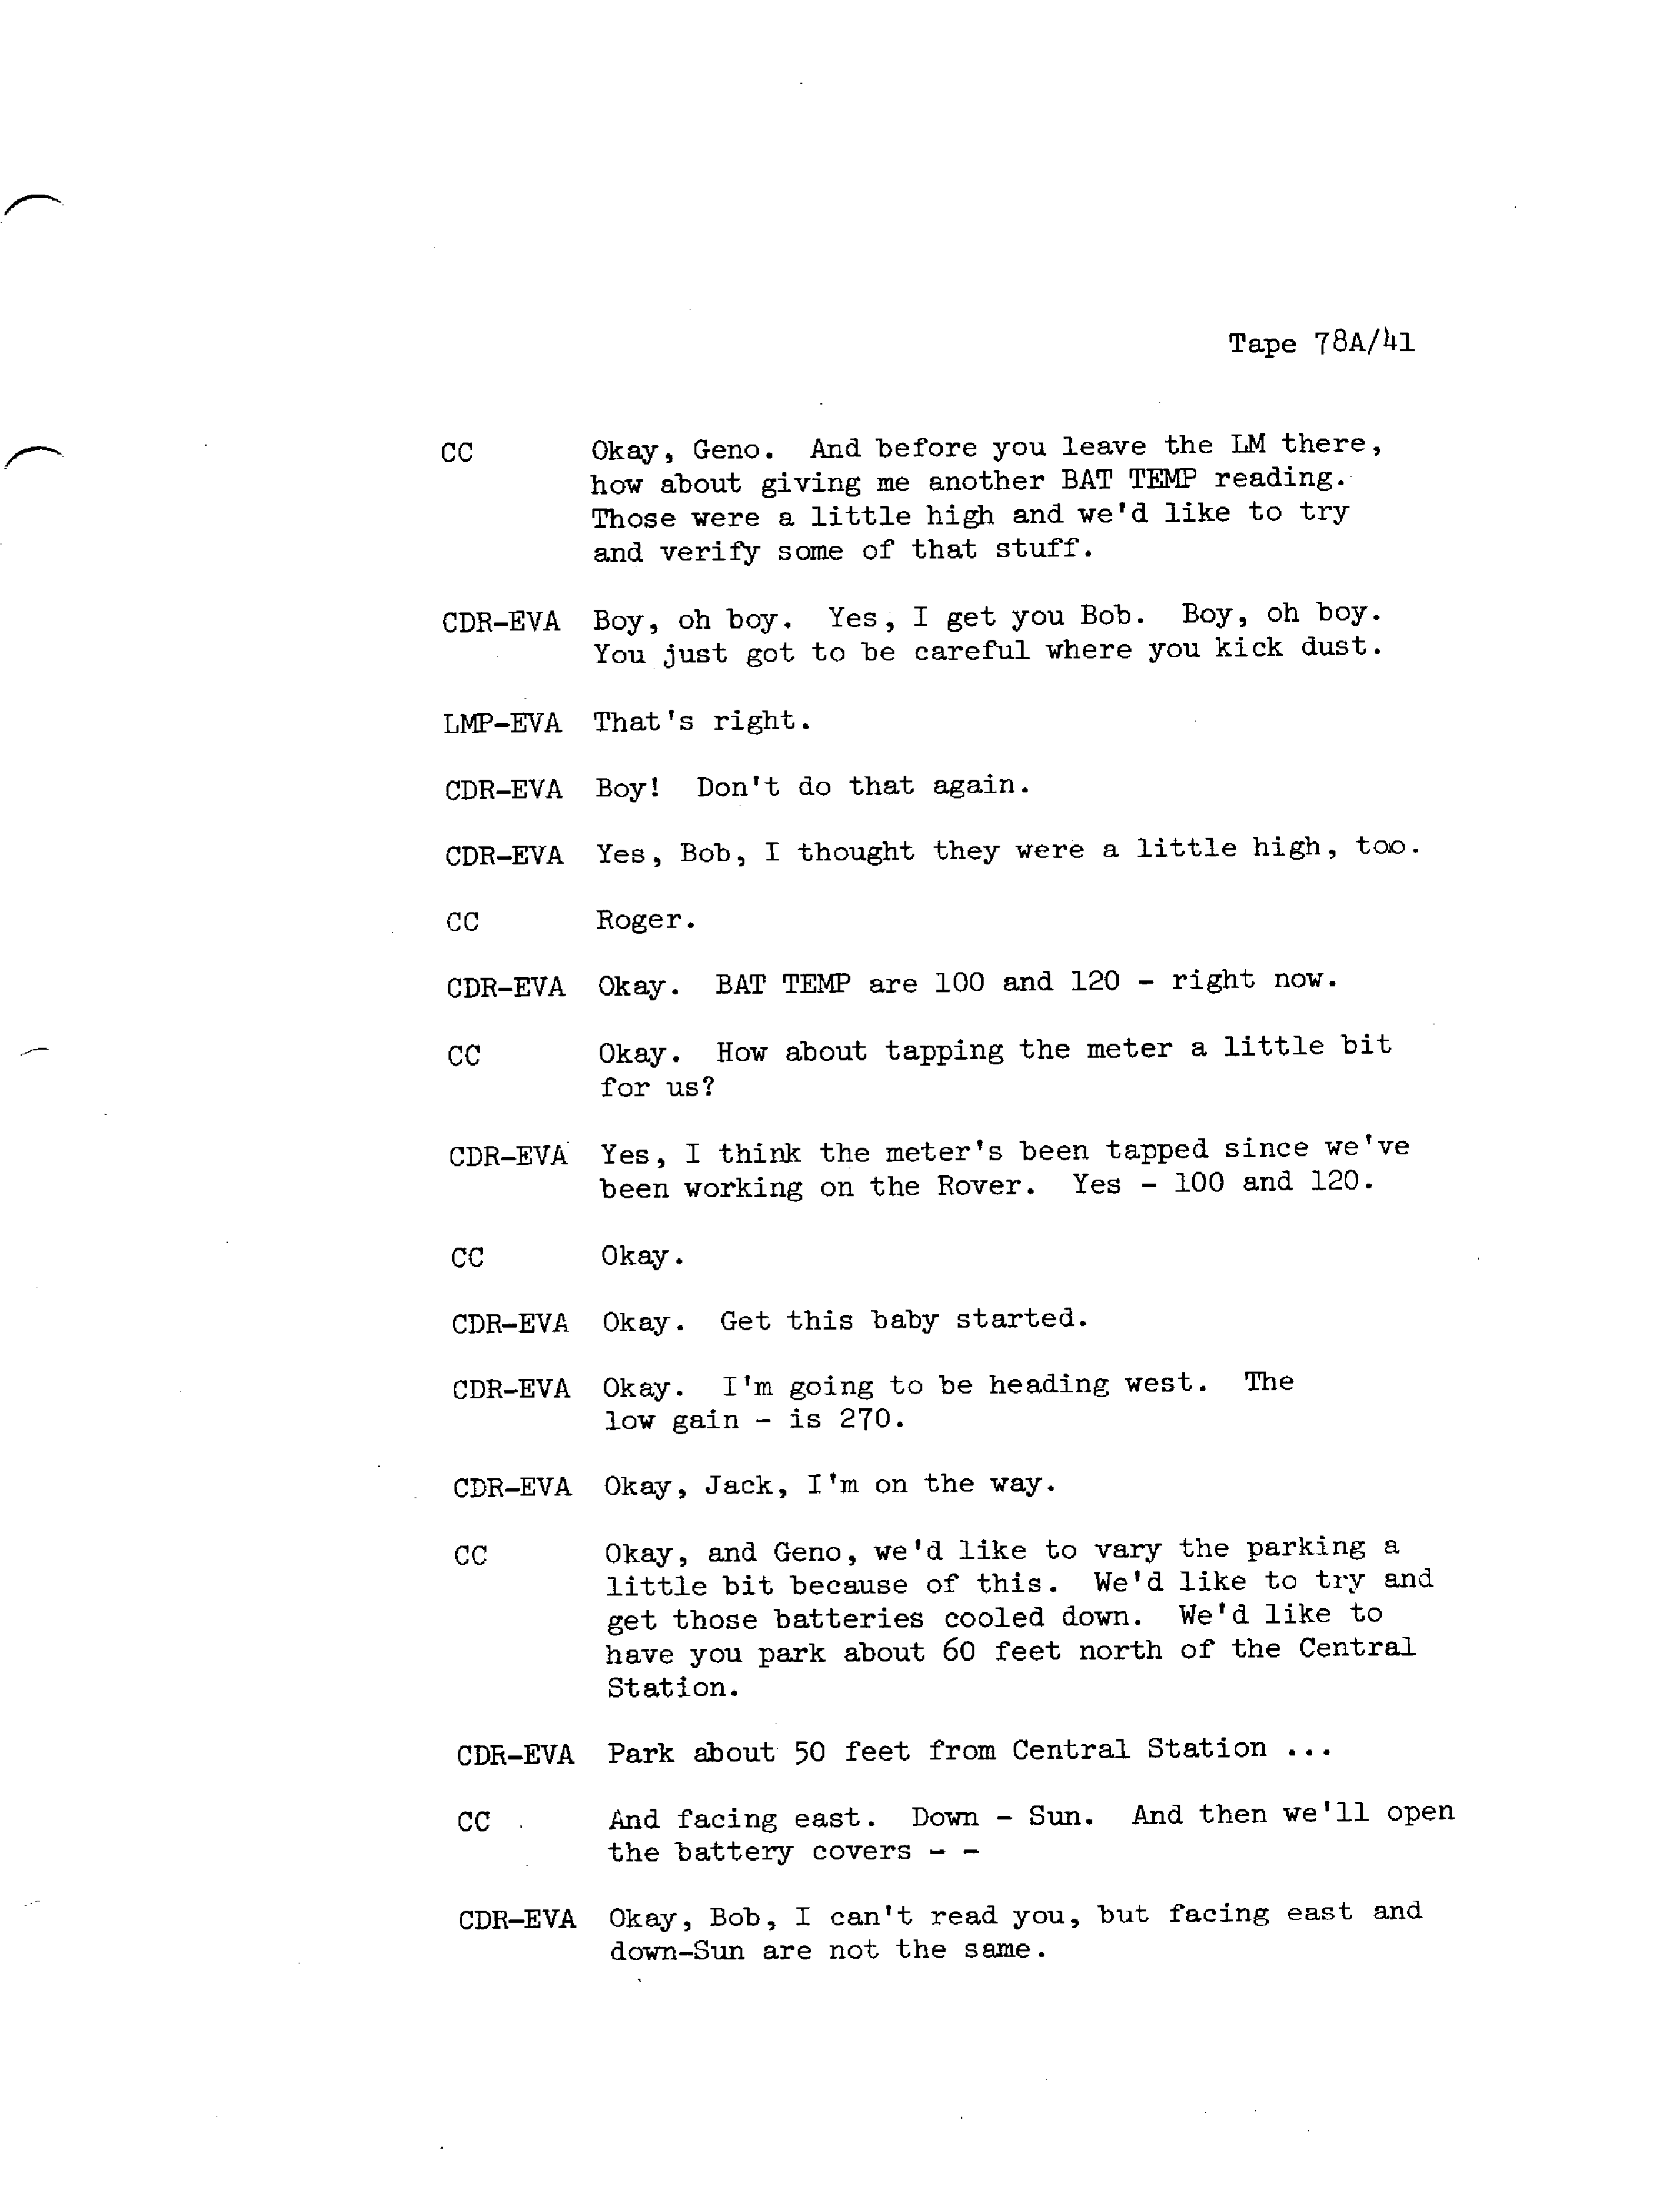 Tape 78A/41
CC Okay, Geno. And before you leave the LM there,
how about giving me another BAT TEMP reading.
Those were a little high and we'd like to try
and verify some of that stuff.
CDR-EVA Boy, oh boy. Yes, I get you Bob. Boy, oh boy.
You just got to be careful where you kick dust.
LMP-EVA That's right.
CDR-EVA Boy! Don't do that again.
CDR-EVA Yes, Bob, I thought they were a little high, too.
CC Roger.
CDR-EVA Okay. BAT TEMP are 100 and 120 - right now.
CC Okay. How about tapping the meter a little bit
for us?
CDR-EVA Yes, I think the meter's been tapped since we've
been working on the Rover. Yes - 100 and 120.
CC Okay.
CDR-EVA Okay. Get this baby started.
CDR-EVA Okay. I'm going to be heading west. The
low gain - is 270.
CDR-EVA Okay, Jack, I'm on the way.
CC Okay, and Geno, we'd like to vary the parking a
little bit because of this. We'd like to try and
get those batteries cooled down. We'd like to
have you park about 60 feet north of the Central
Station.
CDR-EVA Park about 50 feet from Central Station ...
CC And facing east. Down - Sun. And then we'll open
the battery covers - -
CDR-EVA Okay, Bob, I can't read you, but facing east and
down-Sun are not the same.